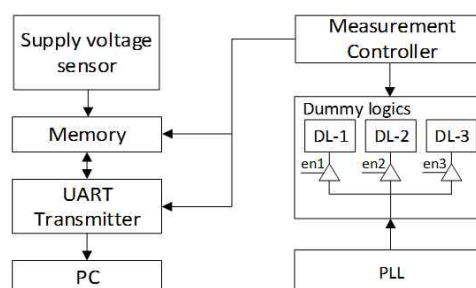 Supply voltage
sensor
Memory
UART
Transmitter
PC
Measurement
Controller
Dummy logics
DL-1 DL-2 DL-3
en1 en2 en3
PLL